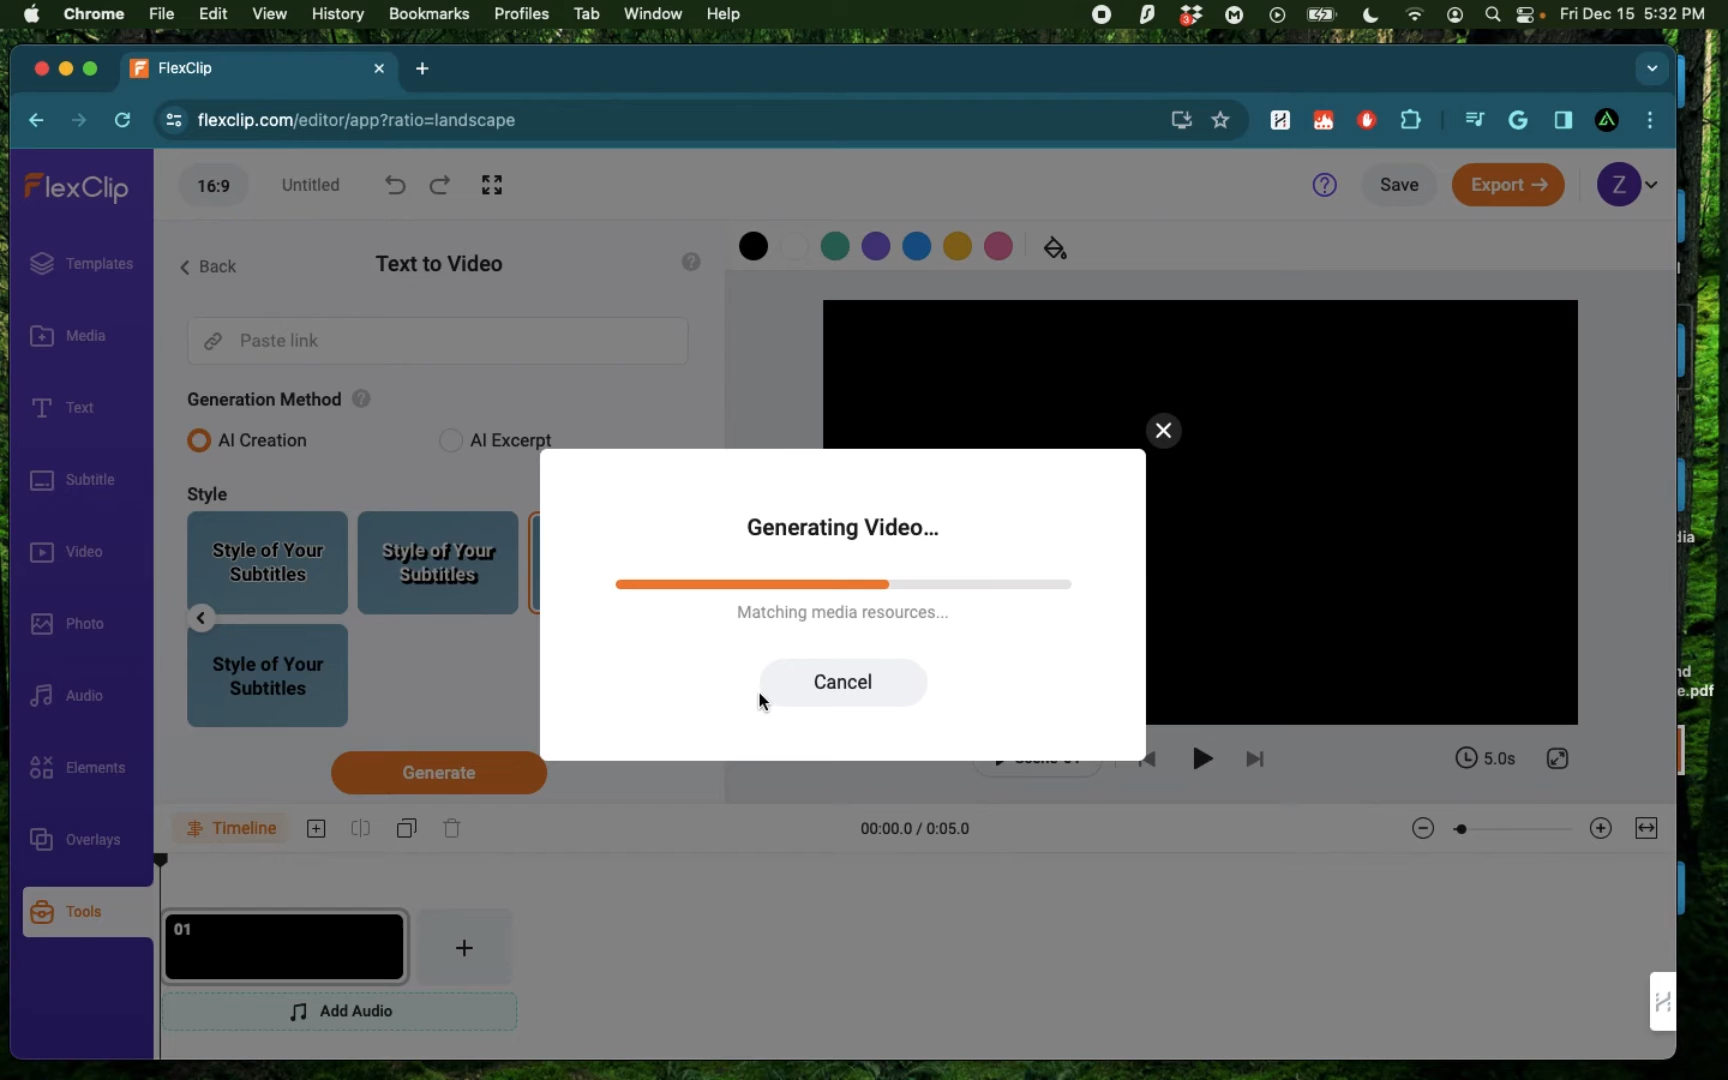 Chrome File Edit View History Bookmarks Profiles Tab Window Help 3 Fri Dec 15 5:32 PM
FlexClip
flexclip.com/editor/app?ratio=landscape
FlexClip 16:9 Untitled Save Export → Z
Templates
Media
Text
Subtitle
Video
Photo
Audio
Elements
Overlays
Tools
Back Text to Video
Paste link
Generation Method
AI Creation AI Excerpt
Style
Style of Your
Subtitles
Style of Your
Subtitles
Style of Your
Subtitles
Generate
Generating Video...
Matching media resources...
Cancel
5.0s
Timeline 00:00.0 / 0:05.0
01
Add Audio
dia
nd
e.pdf